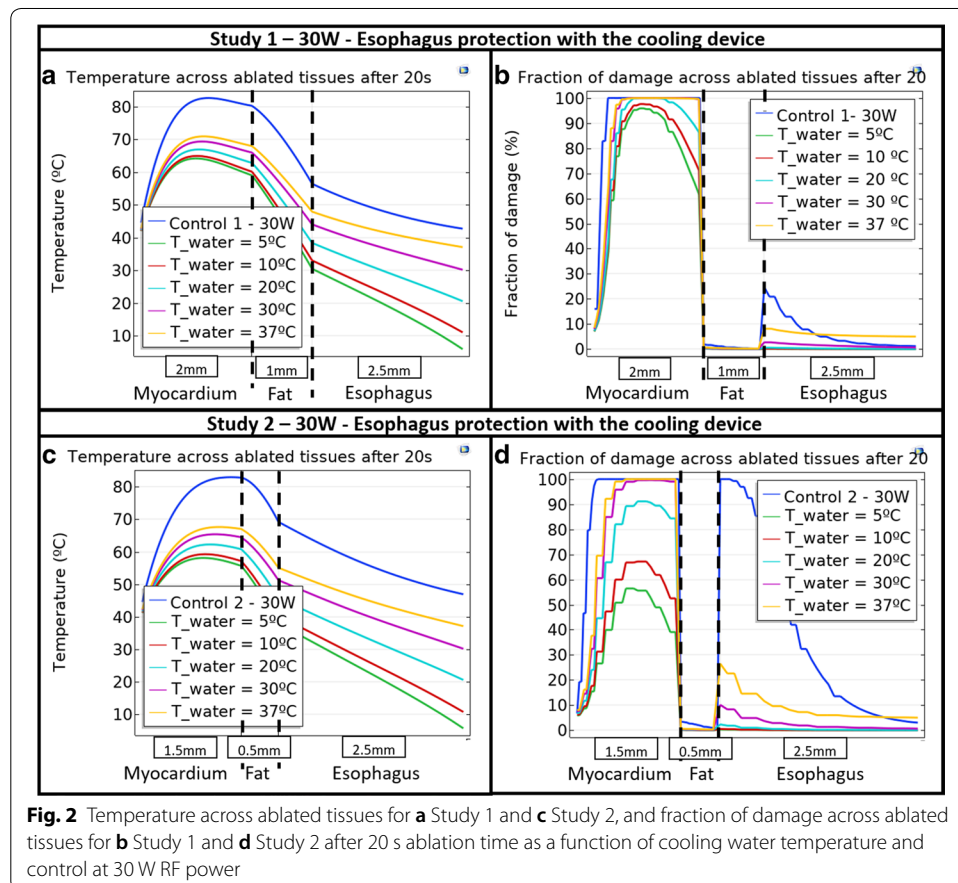 Study 1 – 30W - Esophagus protection with the cooling device
a Temperature across ablated tissues after 20s
Temperature (ºC)
80
70
60
50
40
30
20
10
Control 1 - 30W
T_water = 5ºC
T_water = 10ºC
T_water = 20ºC
T_water = 30ºC
T_water = 37ºC
2mm
1mm
2.5mm
Myocardium
Fat
Esophagus
b Fraction of damage across ablated tissues after 20
Fraction of damage (%)
100
90
80
70
60
50
40
30
20
10
0
Control 1- 30W
T_water = 5ºC
T_water = 10 ºC
T_water = 20 ºC
T_water = 30 ºC
T_water = 37 ºC
2mm
1mm
2.5mm
Myocardium
Fat
Esophagus
Study 2 – 30W - Esophagus protection with the cooling device
c Temperature across ablated tissues after 20s
Temperature (ºC)
80
70
60
50
40
30
20
10
Control 2 - 30W
T_water = 5ºC
T_water = 10ºC
T_water = 20ºC
T_water = 30ºC
T_water = 37ºC
1.5mm
0.5mm
2.5mm
Myocardium
Fat
Esophagus
d Fraction of damage across ablated tissues after 20
Fraction of damage (%)
100
90
80
70
60
50
40
30
20
10
0
Control 2 - 30W
T_water = 5ºC
T_water = 10ºC
T_water = 20ºC
T_water = 30ºC
T_water = 37ºC
1.5mm
0.5mm
2.5mm
Myocardium
Fat
Esophagus
Fig. 2 Temperature across ablated tissues for a Study 1 and c Study 2, and fraction of damage across ablated
tissues for b Study 1 and d Study 2 after 20 s ablation time as a function of cooling water temperature and
control at 30 W RF power